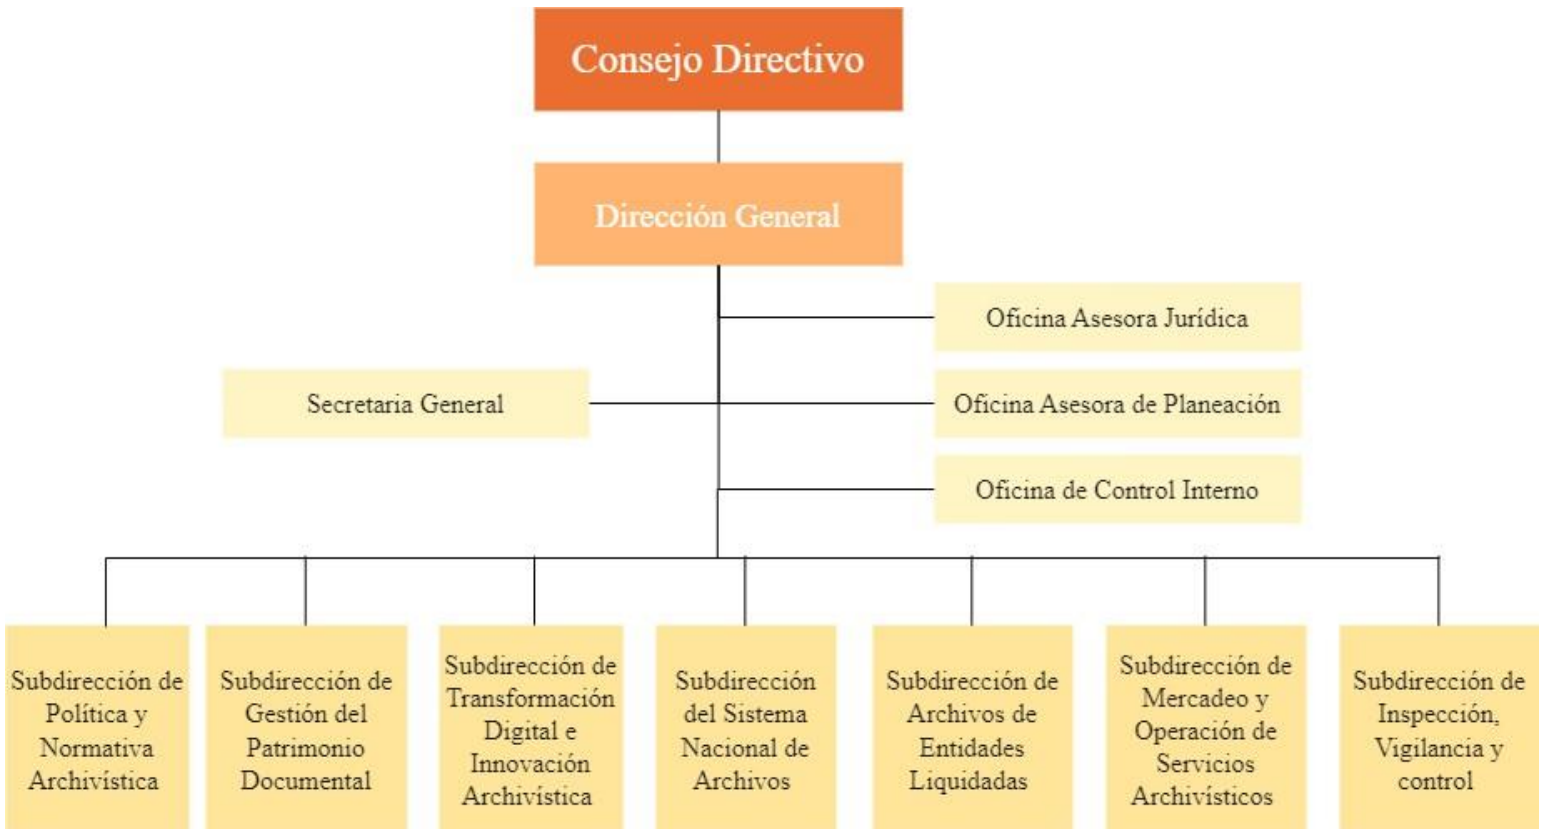 Consejo Directivo
Dirección General
Oficina Asesora Jurídica
Secretaria General
Oficina Asesora de Planeación
Oficina de Control Interno
Subdirección de
Política y
Normativa
Archivística
Subdirección de
Gestión del
Patrimonio
Documental
Subdirección de
Transformación
Digital e
Innovación
Archivística
Subdirección
del Sistema
Nacional de
Archivos
Subdirección de
Archivos de
Entidades
Liquidadas
Subdirección de
Mercadeo y
Operación de
Servicios
Archivísticos
Subdirección de
Inspección,
Vigilancia y
control